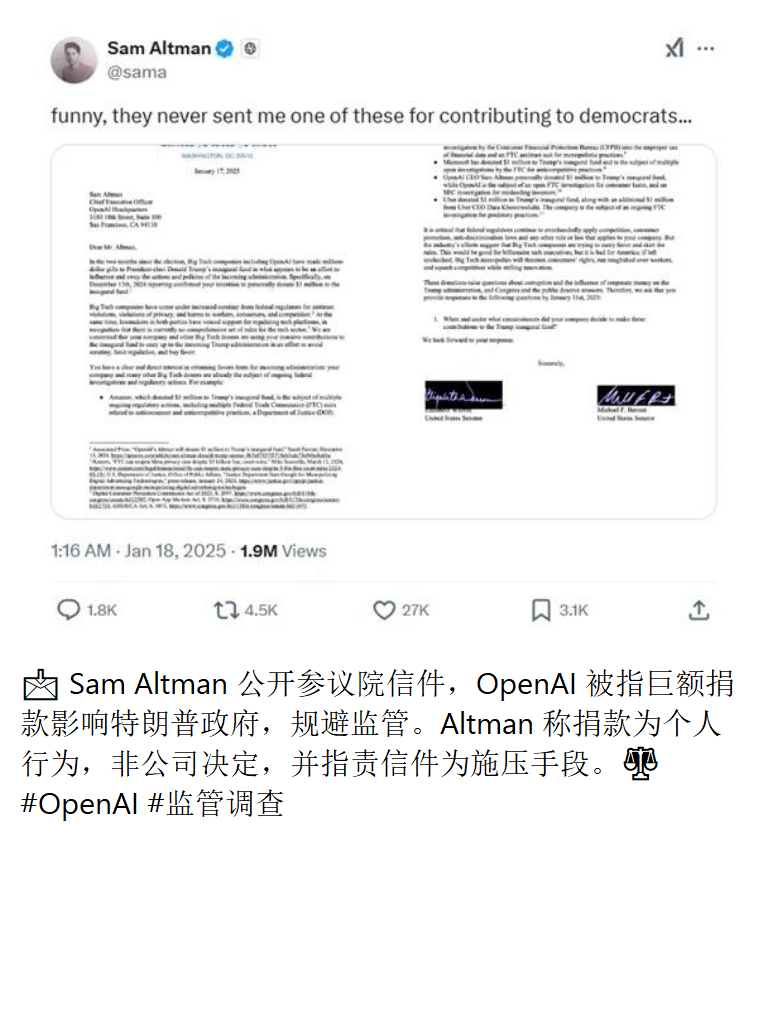 Sam Altman
@sama
funny, they never sent me one of these for contributing to democrats...
WASHINGTON, DC 20510
January 17, 2025
Sam Altman
Chief Executive Officer
OpenAI Headquarters
3180 18th Street, Suite 100
San Francisco, CA 94110
Dear Mr. Altman,
In the two months since the election, Big Tech companies including OpenAI have made million-
dollar gifts to President-elect Donald Trump's inaugural fund in what appears to be an effort to
influence and sway the actions and policies of the incoming administration. Specifically, on
December 13th, 2024 reporting confirmed your intention to personally donate $1 million to the
inaugural fund.¹
Big Tech companies have come under increased scrutiny from federal regulators for antitrust
violations, violations of privacy, and harms to workers, consumers, and competition.² At the
same time, lawmakers in both parties have voiced support for regulating tech platforms, in
recognition that there is currently no comprehensive set of rules for the tech sector.³ We are
concerned that your company and other Big Tech donors are using your massive contributions to
the inaugural fund to cozy up to the incoming Trump administration in an effort to avoid
scrutiny, limit regulation, and buy favor.
You have a clear and direct interest in obtaining favors from the incoming administration: your
company and many other Big Tech donors are already the subject of ongoing federal
investigations and regulatory actions. For example:
• Amazon, which donated $1 million to Trump's inaugural fund, is the subject of multiple
ongoing regulatory actions, including multiple Federal Trade Commission (FTC) suits
related to anticonsumer and anticompetitive practices, a Department of Justice (DOJ)
investigation by the Consumer Financial Protection Bureau (CFPB) into the improper use
of financial data and an FTC antitrust suit for monopolistic practices.
• Microsoft has donated $1 million to Trump's inaugural fund and is the subject of multiple
open investigations by the FTC for anticompetitive practices.
• OpenAI CEO Sam Altman personally donated $1 million to Trump's inaugural fund,
while OpenAI is the subject of an open FTC investigation for consumer harms, and an
SEC investigation for misleading investors.
• Uber donated $1 million to Trump's inaugural fund, along with an additional $1 million
from Uber CEO Dara Khosrowshahi. The company is the subject of an ongoing FTC
investigation for predatory practices.
It is critical that federal regulators continue to evenhandedly apply competition, consumer
protection, anti-discrimination laws and any other rule or law that applies to your company. But
the industry's efforts suggest that Big Tech companies are trying to curry favor and skirt the
rules. This would be good for billionaire tech executives, but it is bad for America: if left
unchecked, Big Tech monopolies will threaten consumers' rights, run roughshod over workers,
and squash competition while stifling innovation.
These donations raise questions about corruption and the influence of corporate money on the
Trump administration, and Congress and the public deserve answers. Therefore, we ask that you
provide responses to the following questions by January 31st, 2025:
1. When and under what circumstances did your company decide to make these
contributions to the Trump inaugural fund?
We look forward to your response.
Sincerely,
United States Senator
Michael F. Bennet
United States Senator
1:16 AM · Jan 18, 2025 · 1.9M Views
1.8K 4.5K 27K 3.1K
📩 Sam Altman 公开参议院信件，OpenAI 被指巨额捐
款影响特朗普政府，规避监管。Altman 称捐款为个人
行为，非公司决定，并指责信件为施压手段。⚖️
#OpenAI #监管调查